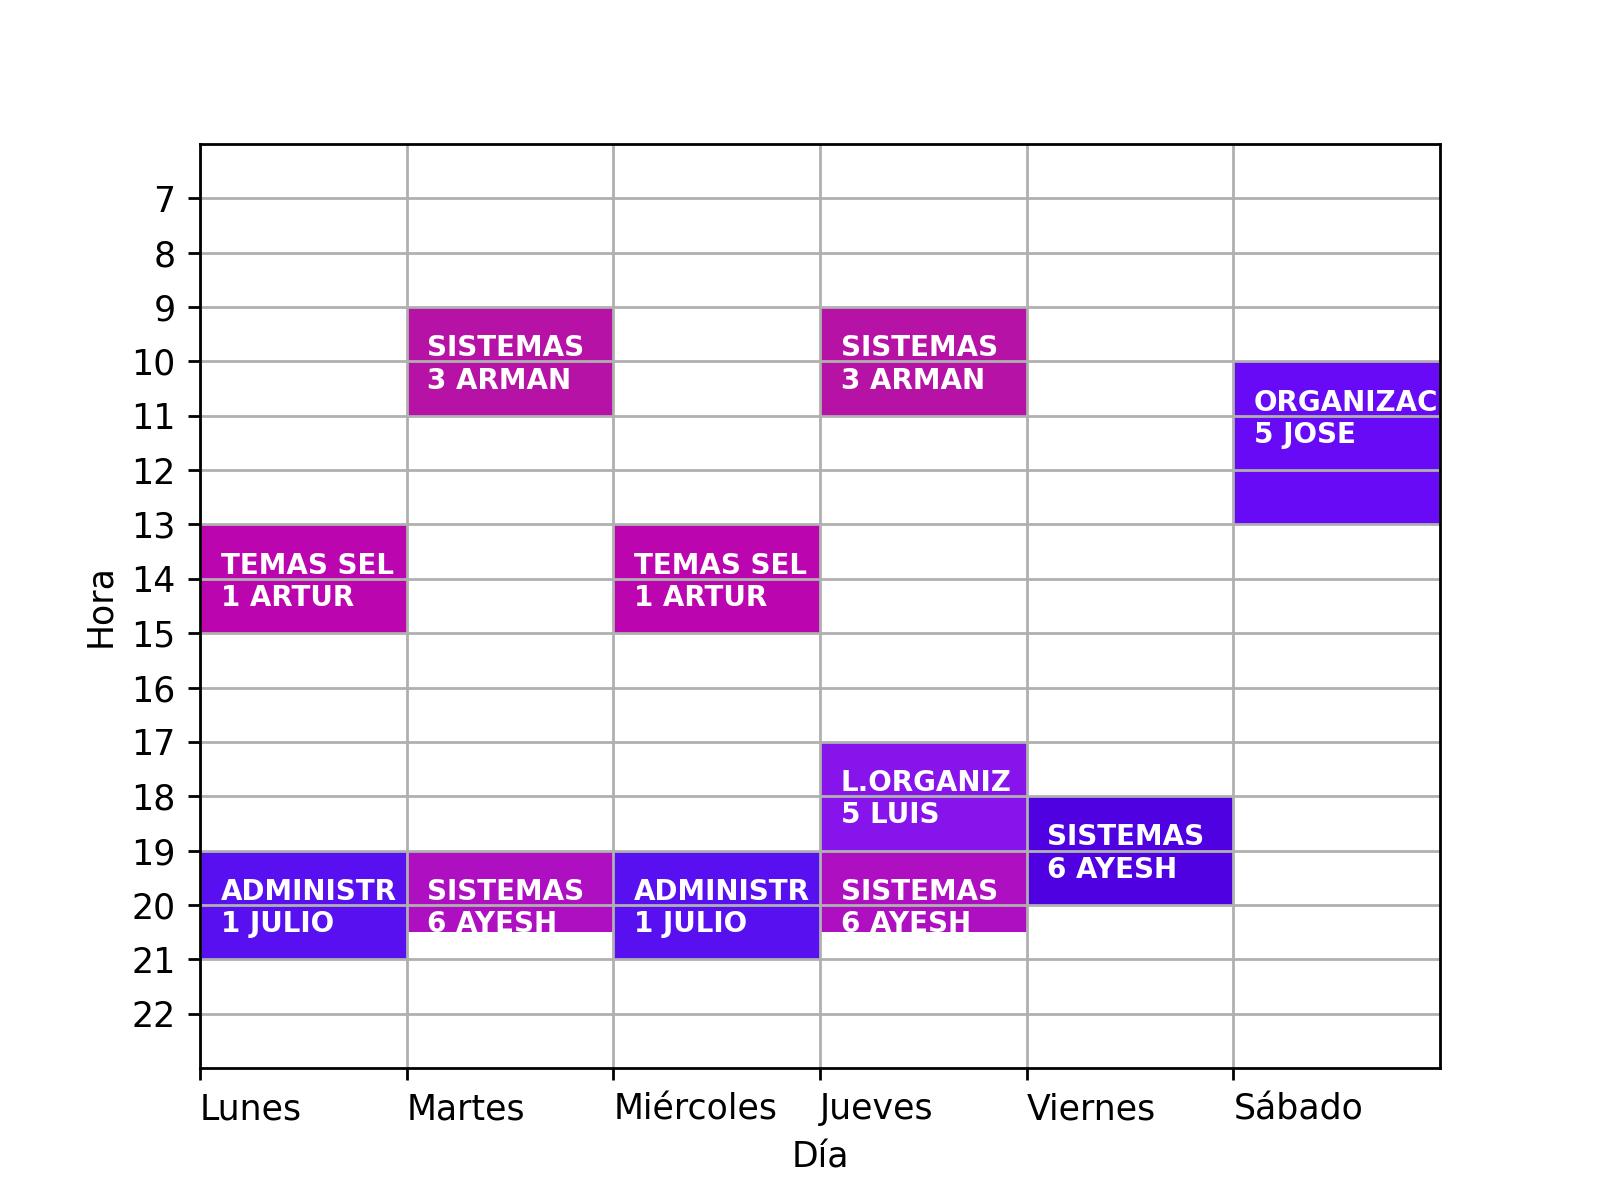 7
8
9
SISTEMAS
3 ARMAN
SISTEMAS
3 ARMAN
10
ORGANIZAC
5 JOSE
11
12
13
TEMAS SEL
1 ARTUR
TEMAS SEL
1 ARTUR
14
15
16
17
L.ORGANIZ
5 LUIS
18
SISTEMAS
6 AYESH
19
ADMINISTR
1 JULIO
SISTEMAS
6 AYESH
ADMINISTR
1 JULIO
SISTEMAS
6 AYESH
20
21
22
Hora
Lunes Martes Miércoles Jueves Viernes Sábado
Día